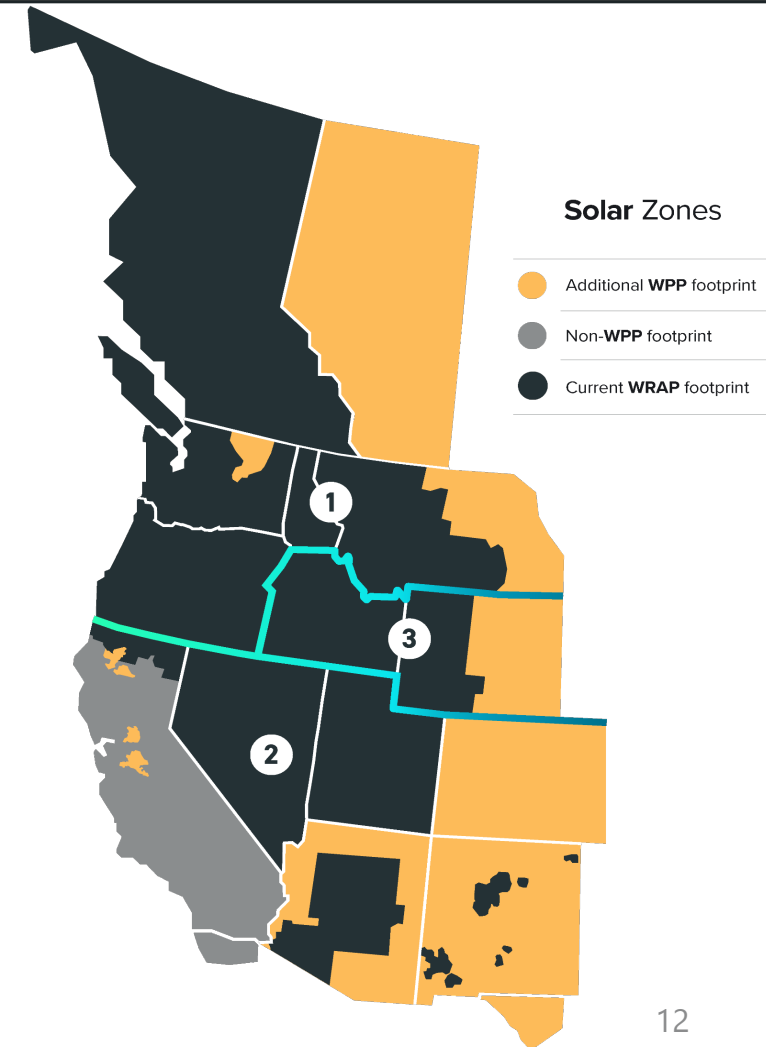 Solar Zones
Additional WPP footprint
Non-WPP footprint
Current WRAP footprint
1
3
2
12